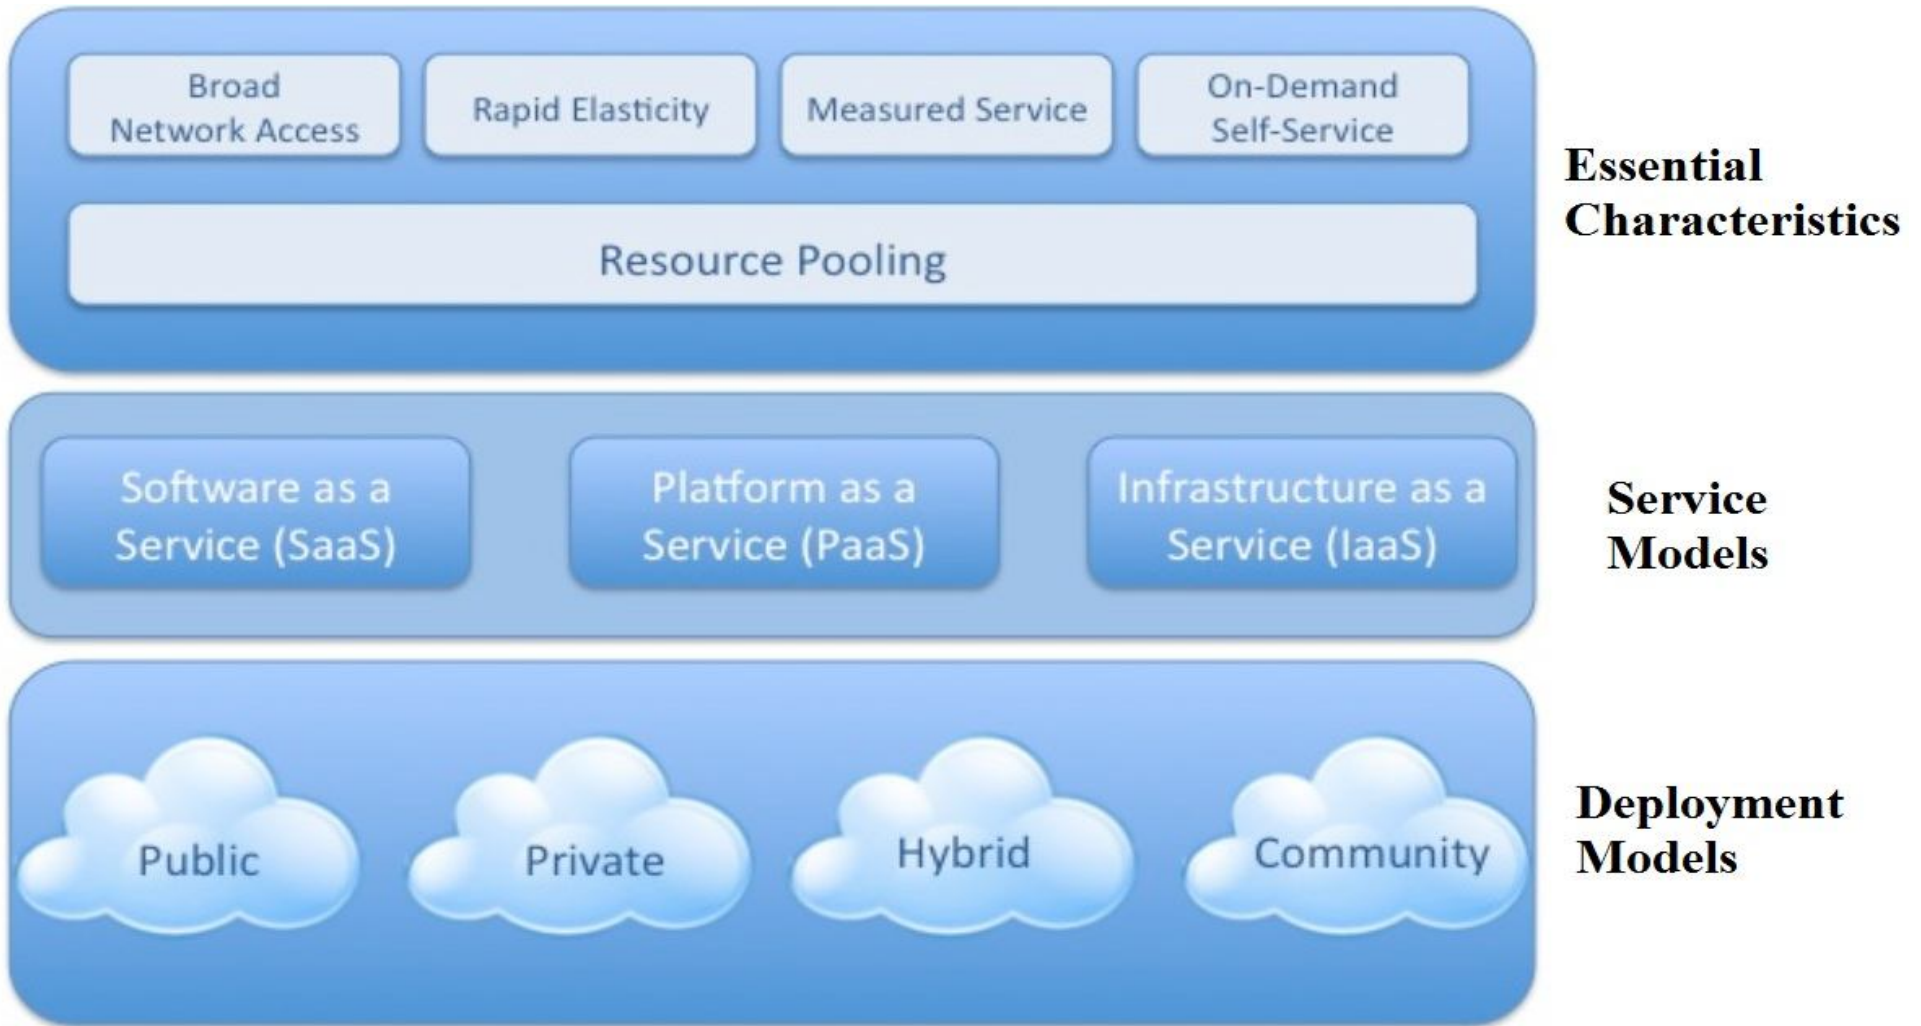 Broad
Network Access
Rapid Elasticity
Measured Service
On-Demand
Self-Service
Resource Pooling
Essential
Characteristics
Software as a
Service (SaaS)
Platform as a
Service (PaaS)
Infrastructure as a
Service (IaaS)
Service
Models
Public
Private
Hybrid
Community
Deployment
Models